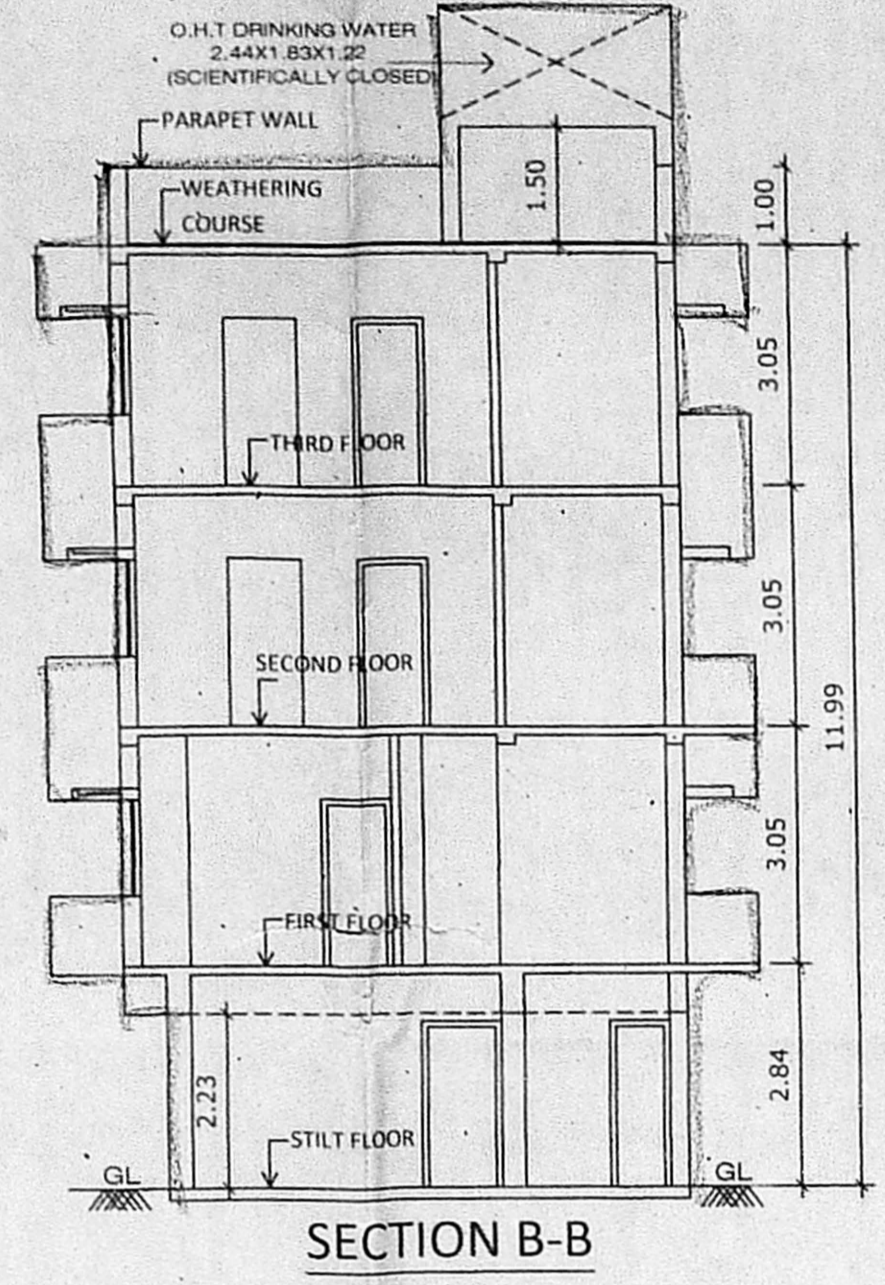 O.H.T DRINKING WATER
2.44X1.83X1.22
(SCIENTIFICALLY CLOSED)
PARAPET WALL
1.50
1.00
WEATHERING
COURSE
3.05
THIRD FLOOR
3.05
SECOND FLOOR
11.99
3.05
FIRST FLOOR
2.23
2.84
STILT FLOOR
GL
GL
SECTION B-B